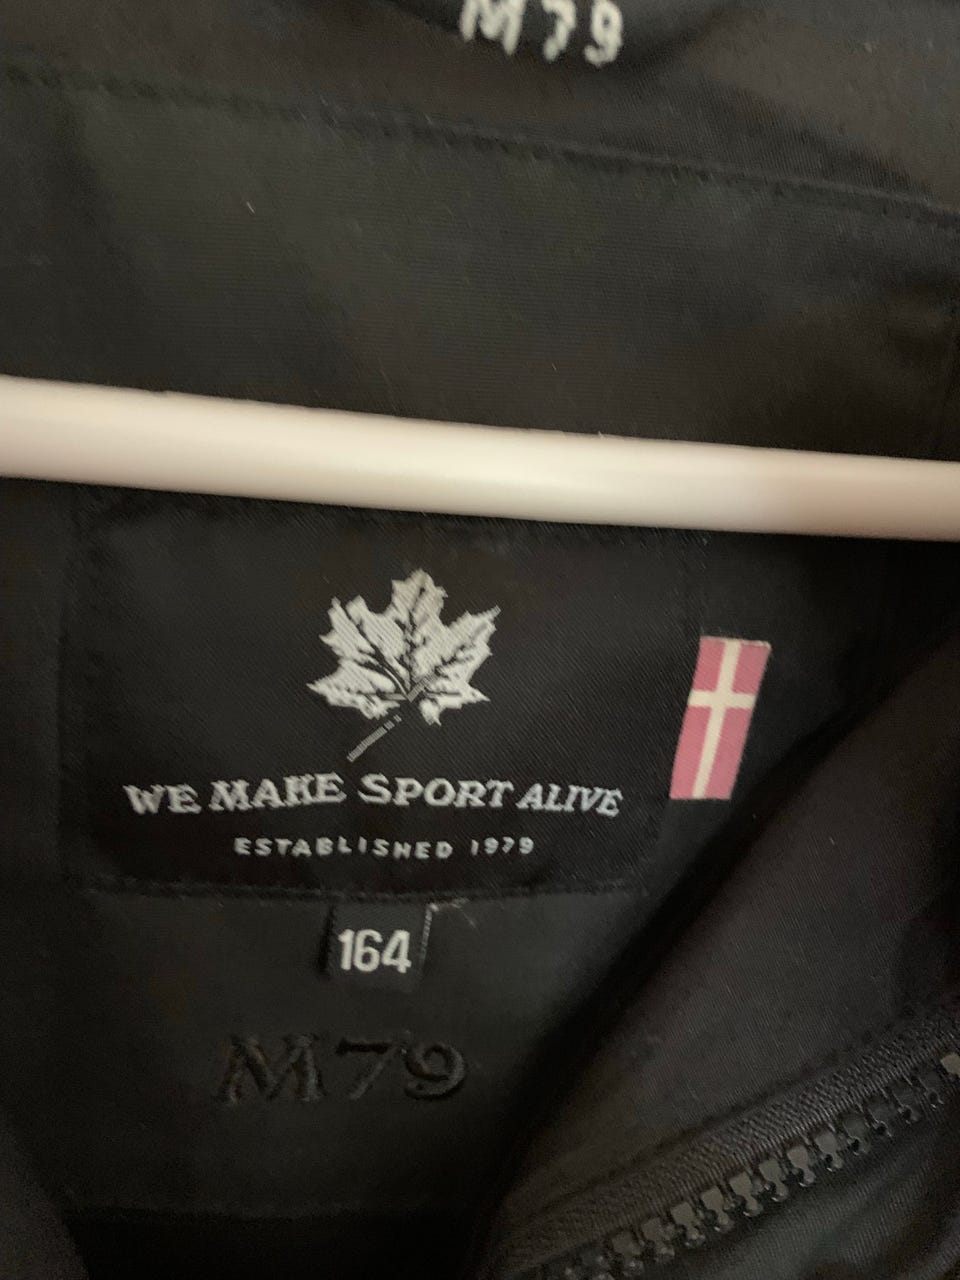 M79
WE MAKE SPORT ALIVE
ESTABLISHED 1979
164
M79